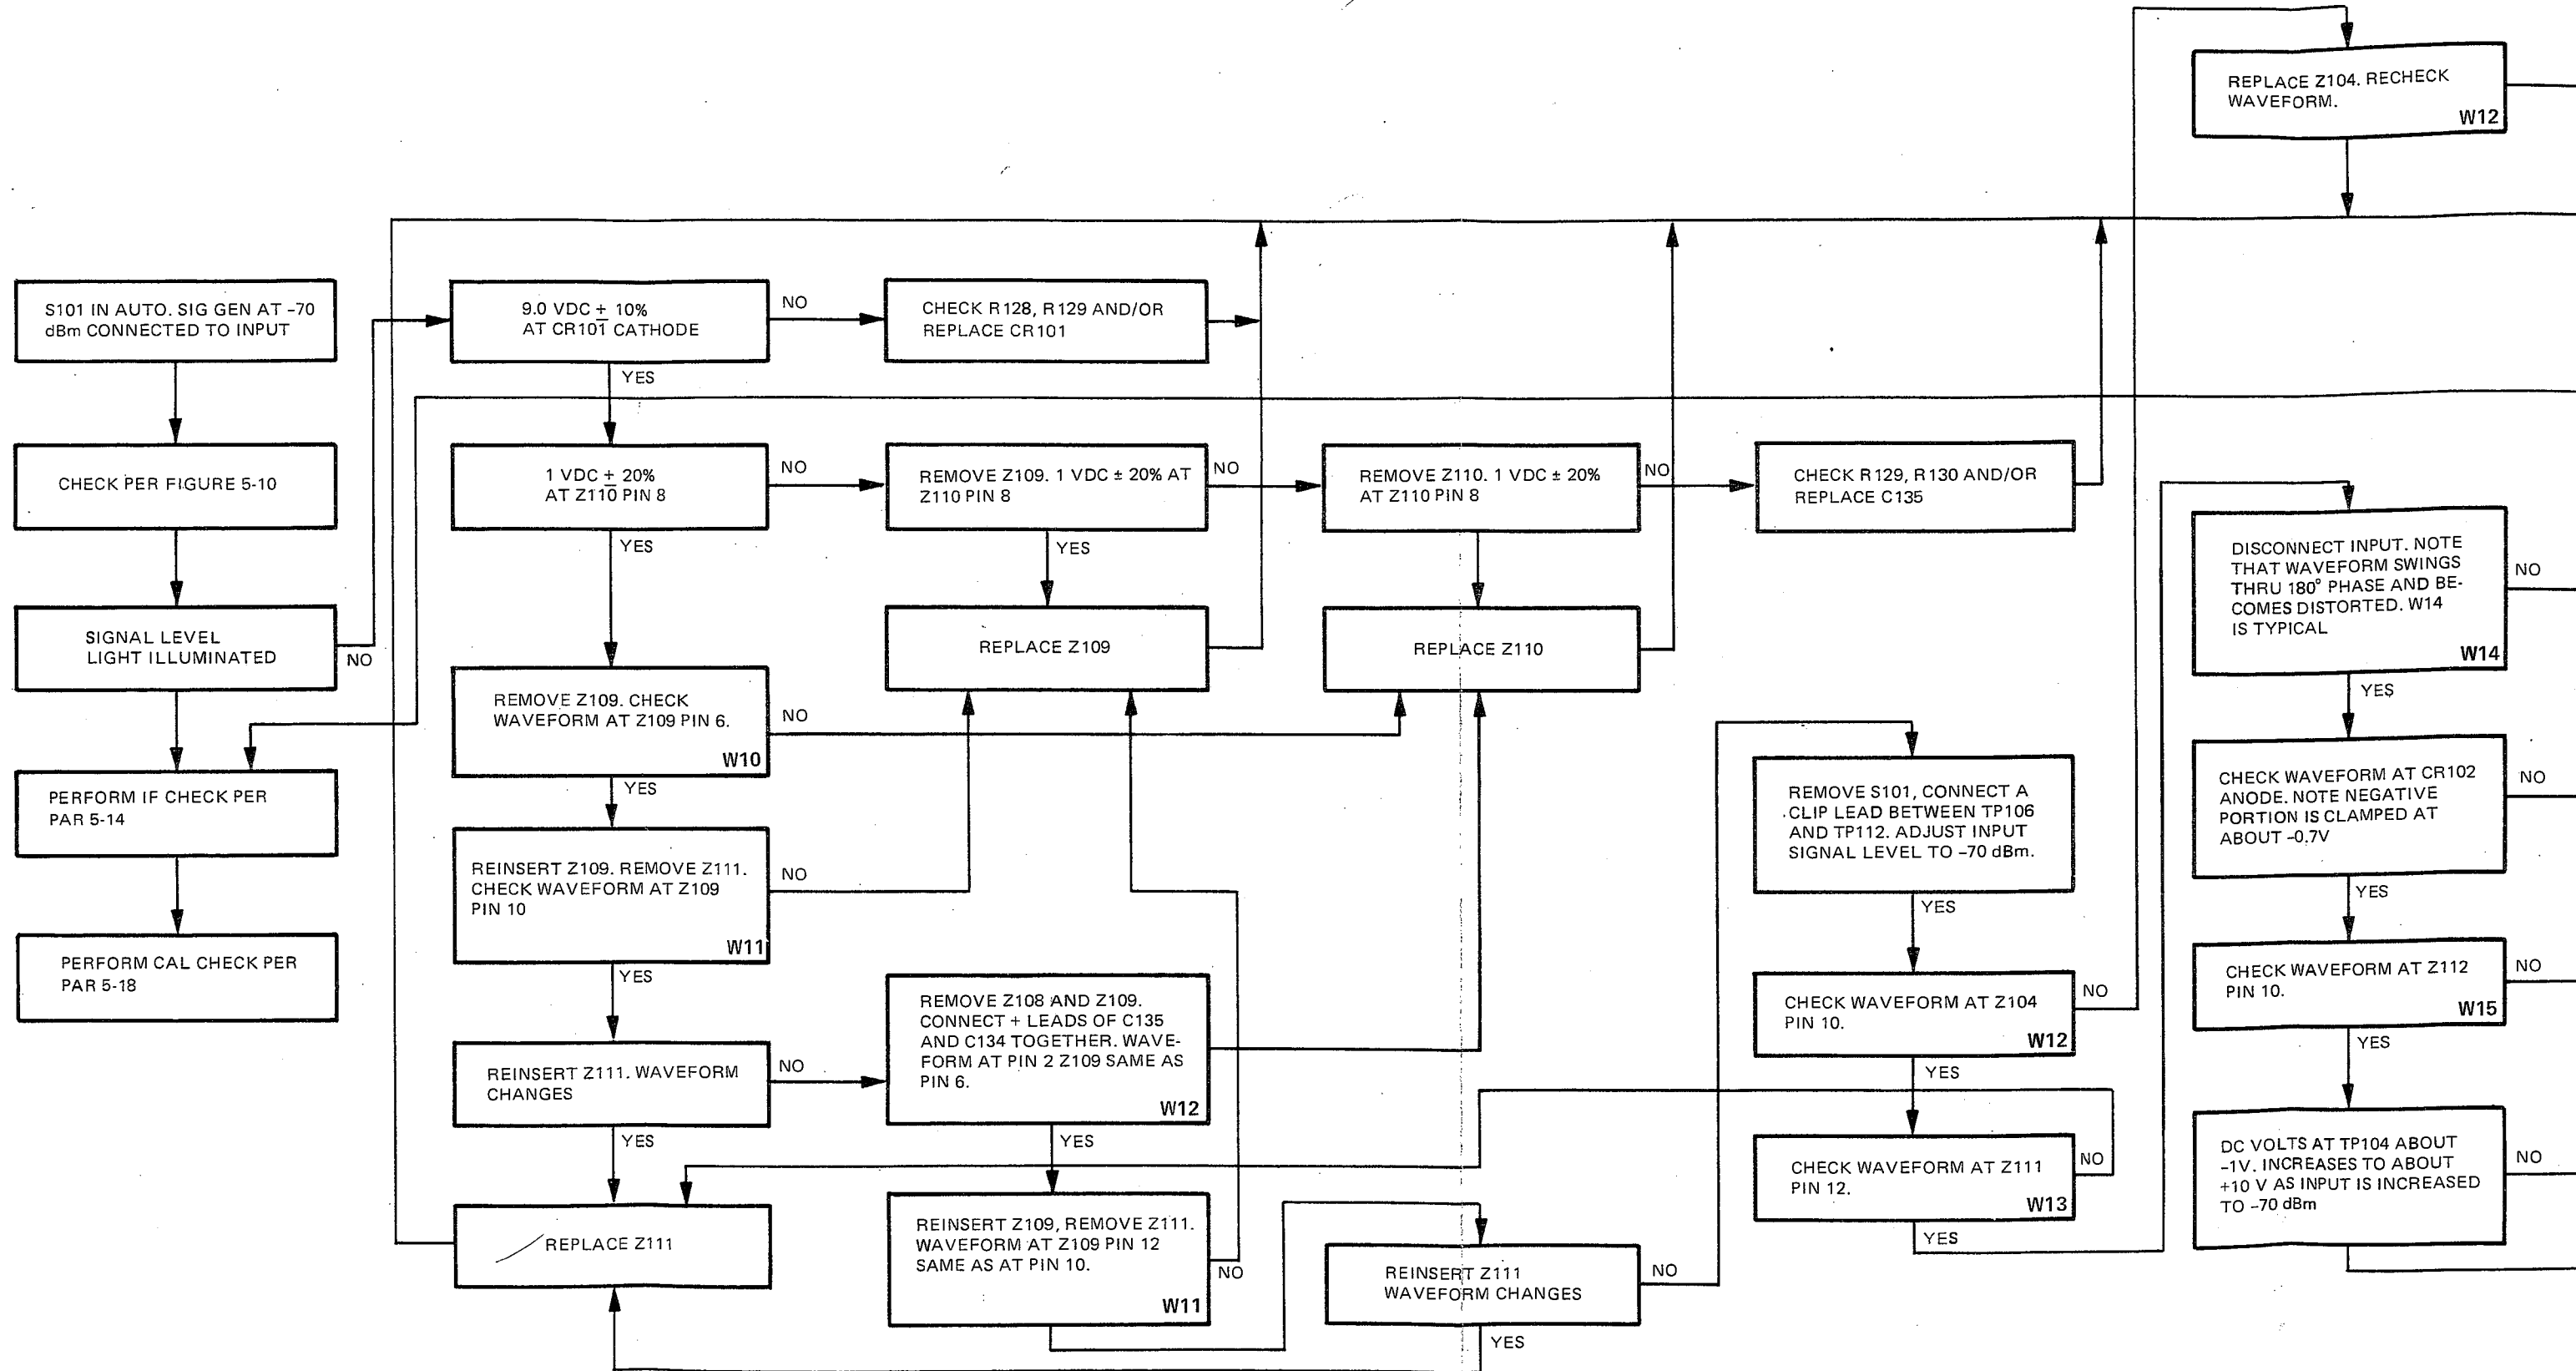 REPLACE Z104. RECHECK
WAVEFORM.
W12
S101 IN AUTO. SIG GEN AT –70
dBm CONNECTED TO INPUT
9.0 VDC ± 10%
AT CR101 CATHODE
NO
CHECK R128, R129 AND/OR
REPLACE CR101
YES
CHECK PER FIGURE 5-10
1 VDC ± 20%
AT Z110 PIN 8
NO
REMOVE Z109. 1 VDC ± 20% AT
Z110 PIN 8
NO
REMOVE Z110. 1 VDC ± 20%
AT Z110 PIN 8
NO
CHECK R129, R130 AND/OR
REPLACE C135
YES
YES
DISCONNECT INPUT. NOTE
THAT WAVEFORM SWINGS
THRU 180° PHASE AND BE-
COMES DISTORTED. W14
IS TYPICAL
W14
NO
YES
SIGNAL LEVEL
LIGHT ILLUMINATED
NO
REPLACE Z109
REPLACE Z110
REMOVE Z109. CHECK
WAVEFORM AT Z109 PIN 6.
W10
NO
YES
PERFORM IF CHECK PER
PAR 5-14
REMOVE S101, CONNECT A
CLIP LEAD BETWEEN TP106
AND TP112. ADJUST INPUT
SIGNAL LEVEL TO –70 dBm.
YES
CHECK WAVEFORM AT CR102
ANODE. NOTE NEGATIVE
PORTION IS CLAMPED AT
ABOUT –0.7V
NO
YES
REINSERT Z109. REMOVE Z111.
CHECK WAVEFORM AT Z109
PIN 10
W11
NO
YES
PERFORM CAL CHECK PER
PAR 5-18
REMOVE Z108 AND Z109.
CONNECT + LEADS OF C135
AND C134 TOGETHER. WAVE-
FORM AT PIN 2 Z109 SAME AS
PIN 6.
W12
YES
CHECK WAVEFORM AT Z104
PIN 10.
W12
NO
YES
CHECK WAVEFORM AT Z112
PIN 10.
W15
NO
YES
REINSERT Z111. WAVEFORM
CHANGES
NO
YES
CHECK WAVEFORM AT Z111
PIN 12.
W13
NO
YES
DC VOLTS AT TP104 ABOUT
–1V. INCREASES TO ABOUT
+10 V AS INPUT IS INCREASED
TO –70 dBm
NO
REPLACE Z111
REINSERT Z109, REMOVE Z111.
WAVEFORM AT Z109 PIN 12
SAME AS AT PIN 10.
W11
NO
REINSERT Z111
WAVEFORM CHANGES
NO
YES